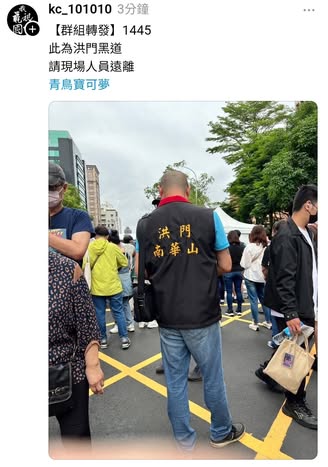 kc_101010 3分鐘
【群組轉發】1445
此為洪門黑道
請現場人員遠離
青鳥寶可夢
洪門
南華山